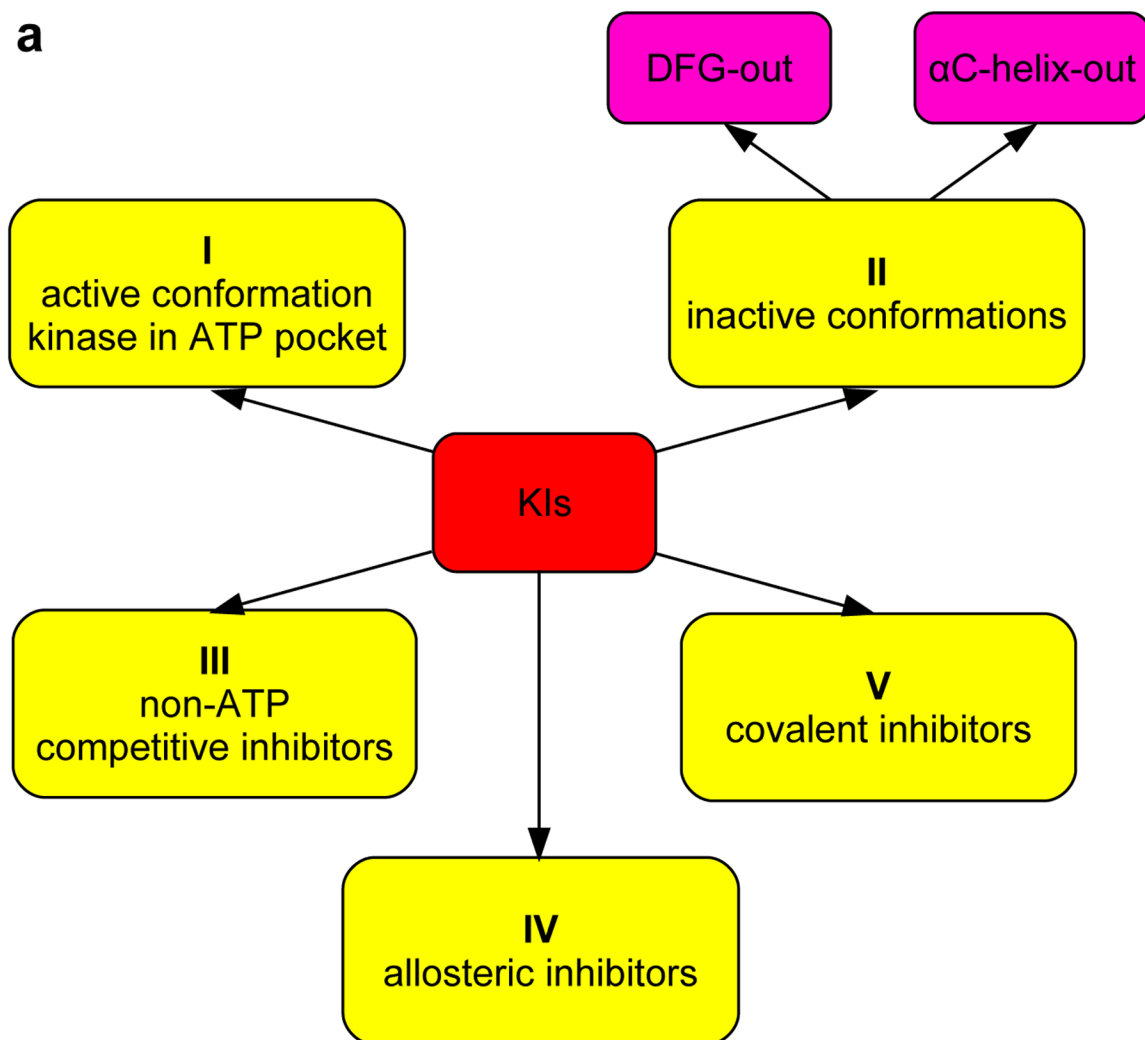 a
DFG-out
αC-helix-out
I
active conformation
kinase in ATP pocket
II
inactive conformations
KIs
III
non-ATP
competitive inhibitors
V
covalent inhibitors
IV
allosteric inhibitors